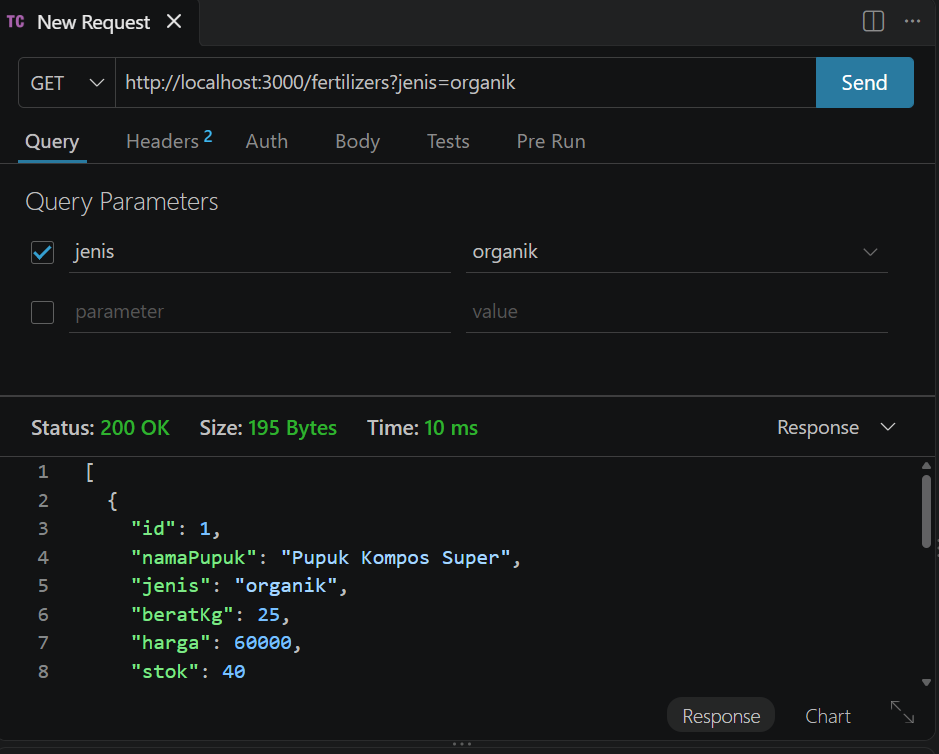 TC New Request
GET http://localhost:3000/fertilizers?jenis=organik Send
Query Headers 2 Auth Body Tests Pre Run
Query Parameters
jenis organik
parameter value
Status: 200 OK Size: 195 Bytes Time: 10 ms Response
1 [
2 {
3 "id": 1,
4 "namaPupuk": "Pupuk Kompos Super",
5 "jenis": "organik",
6 "beratKg": 25,
7 "harga": 60000,
8 "stok": 40
Response Chart